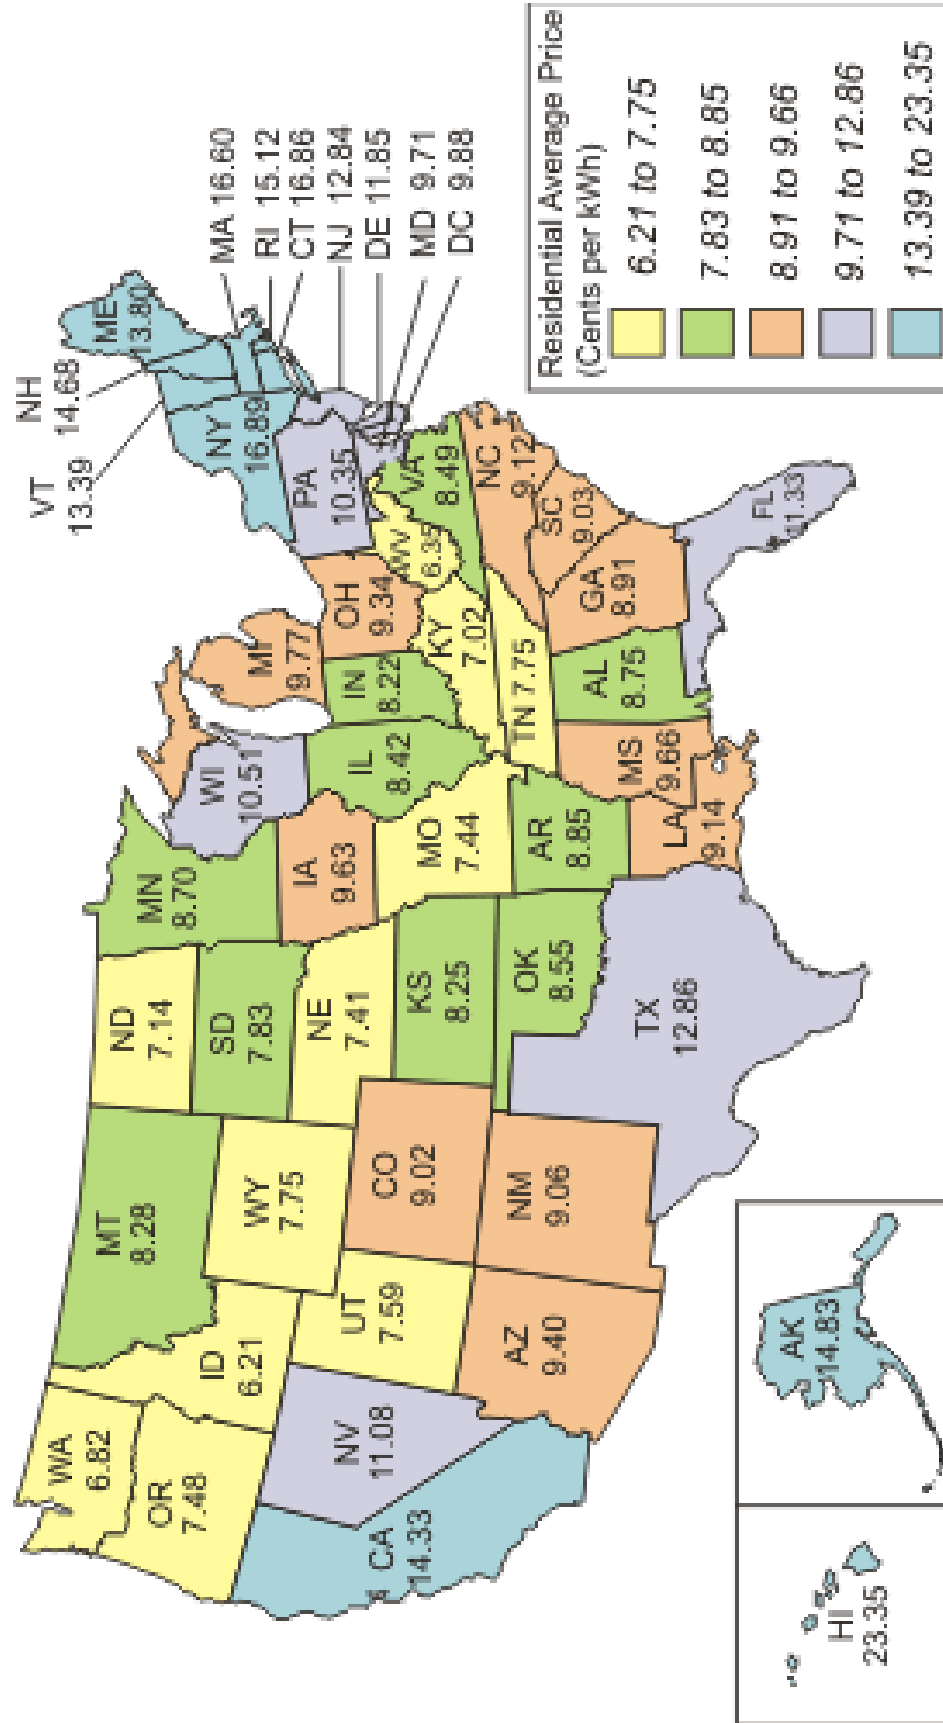 WA
6.82
OR
7.48
CA
14.33
NV
11.08
ID
6.21
MT
8.28
WY
7.75
UT
7.59
AZ
9.40
CO
9.02
NM
9.06
ND
7.14
SD
7.83
NE
7.41
KS
8.25
OK
8.55
TX
12.86
MN
8.70
IA
9.63
MO
7.44
AR
8.85
LA
9.14
WI
10.51
IL
8.42
MS
9.66
MI
9.77
IN
8.22
KY
7.02
TN 7.75
AL
8.75
OH
9.34
WV
6.35
GA
8.91
FL
11.33
SC
9.03
NC
9.12
VA
8.49
PA
10.35
NY
16.89
ME
13.80
VT
13.39
NH
14.68
MA 16.60
RI 15.12
CT 16.86
NJ 12.84
DE 11.85
MD 9.71
DC 9.88
HI
23.35
AK
14.83
Residential Average Price
(Cents per kWh)
6.21 to 7.75
7.83 to 8.85
8.91 to 9.66
9.71 to 12.86
13.39 to 23.35